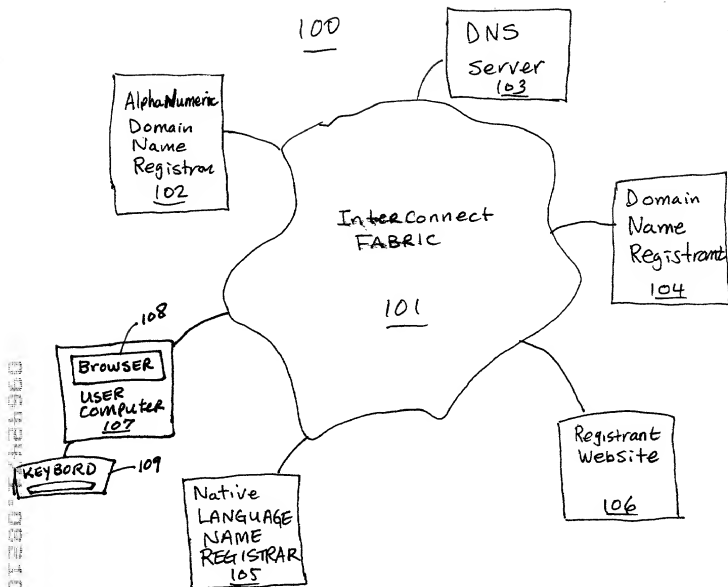 100
DNS
Server
103
AlphaNumeric
Domain
Name
Registrar
102
InterConnect
FABRIC
101
Domain
Name
Registrant
104
108
BROWSER
USER
Computer
107
KEYBORD
109
Native
LANGUAGE
NAME
REGISTRAR
105
Registrant
Website
106